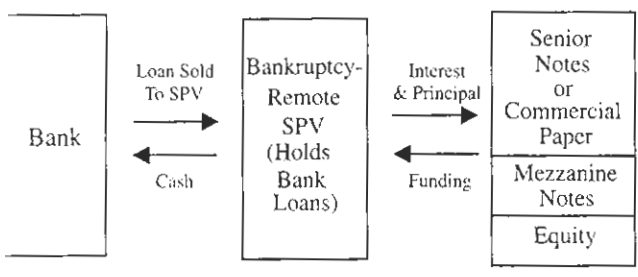 Bank
Loan Sold
To SPV
Cash
Bankruptcy-
Remote
SPV
(Holds
Bank
Loans)
Interest
& Principal
Funding
Senior
Notes
or
Commercial
Paper
Mezzanine
Notes
Equity